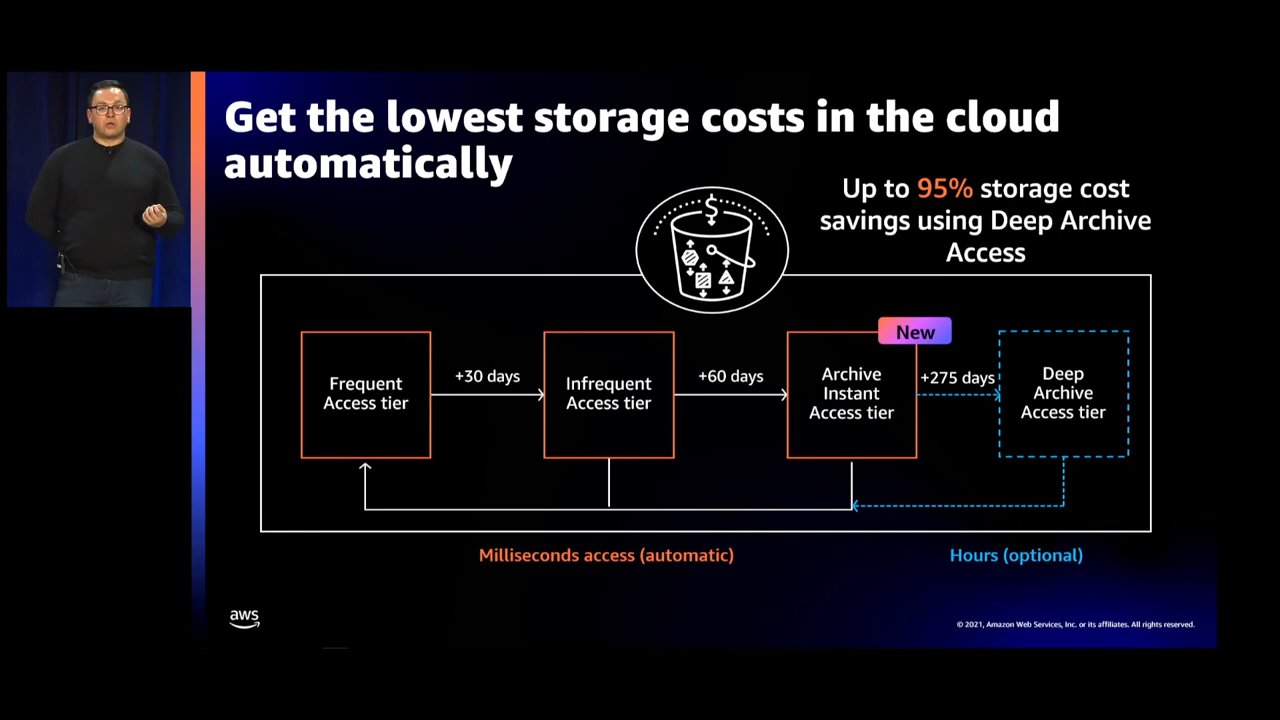 Get the lowest storage costs in the cloud
automatically
Up to 95% storage cost
savings using Deep Archive
Access
$
New
Frequent
Access tier
+30 days
Infrequent
Access tier
+60 days
Archive
Instant
Access tier
+275 days
Deep
Archive
Access tier
Milliseconds access (automatic)
Hours (optional)
aws
© 2021, Amazon Web Services, Inc. or its affiliates. All rights reserved.